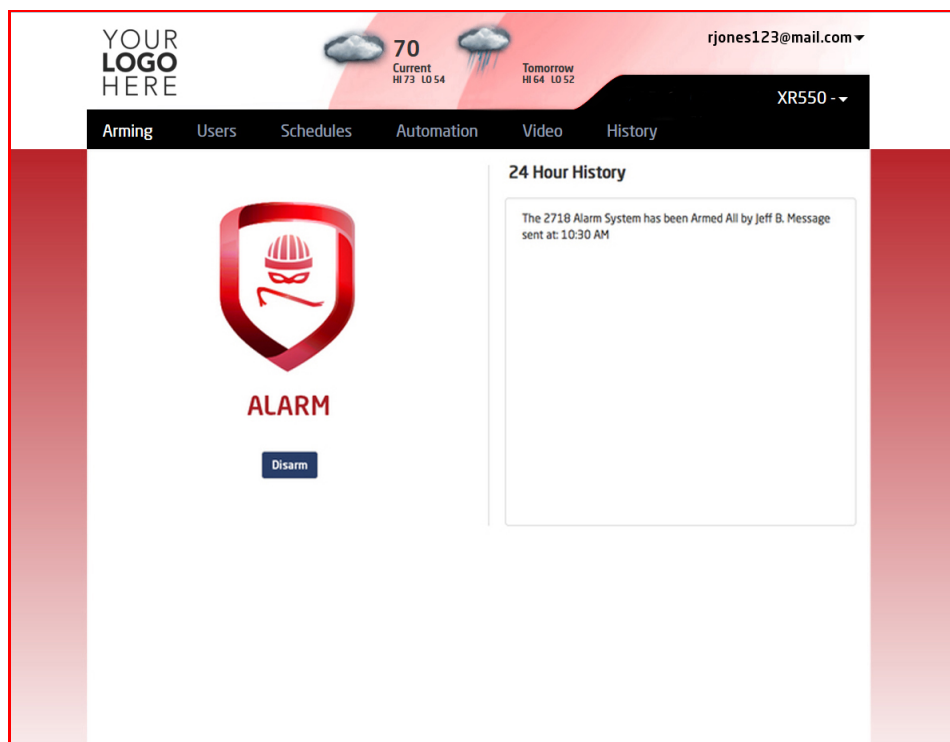 YOUR
LOGO
HERE
70
Current
HI 73 LO 54
Tomorrow
HI 64 LO 52
rjones123@mail.com
XR550 -
Arming Users Schedules Automation Video History
24 Hour History
The 2718 Alarm System has been Armed All by Jeff B. Message
sent at: 10:30 AM
ALARM
Disarm